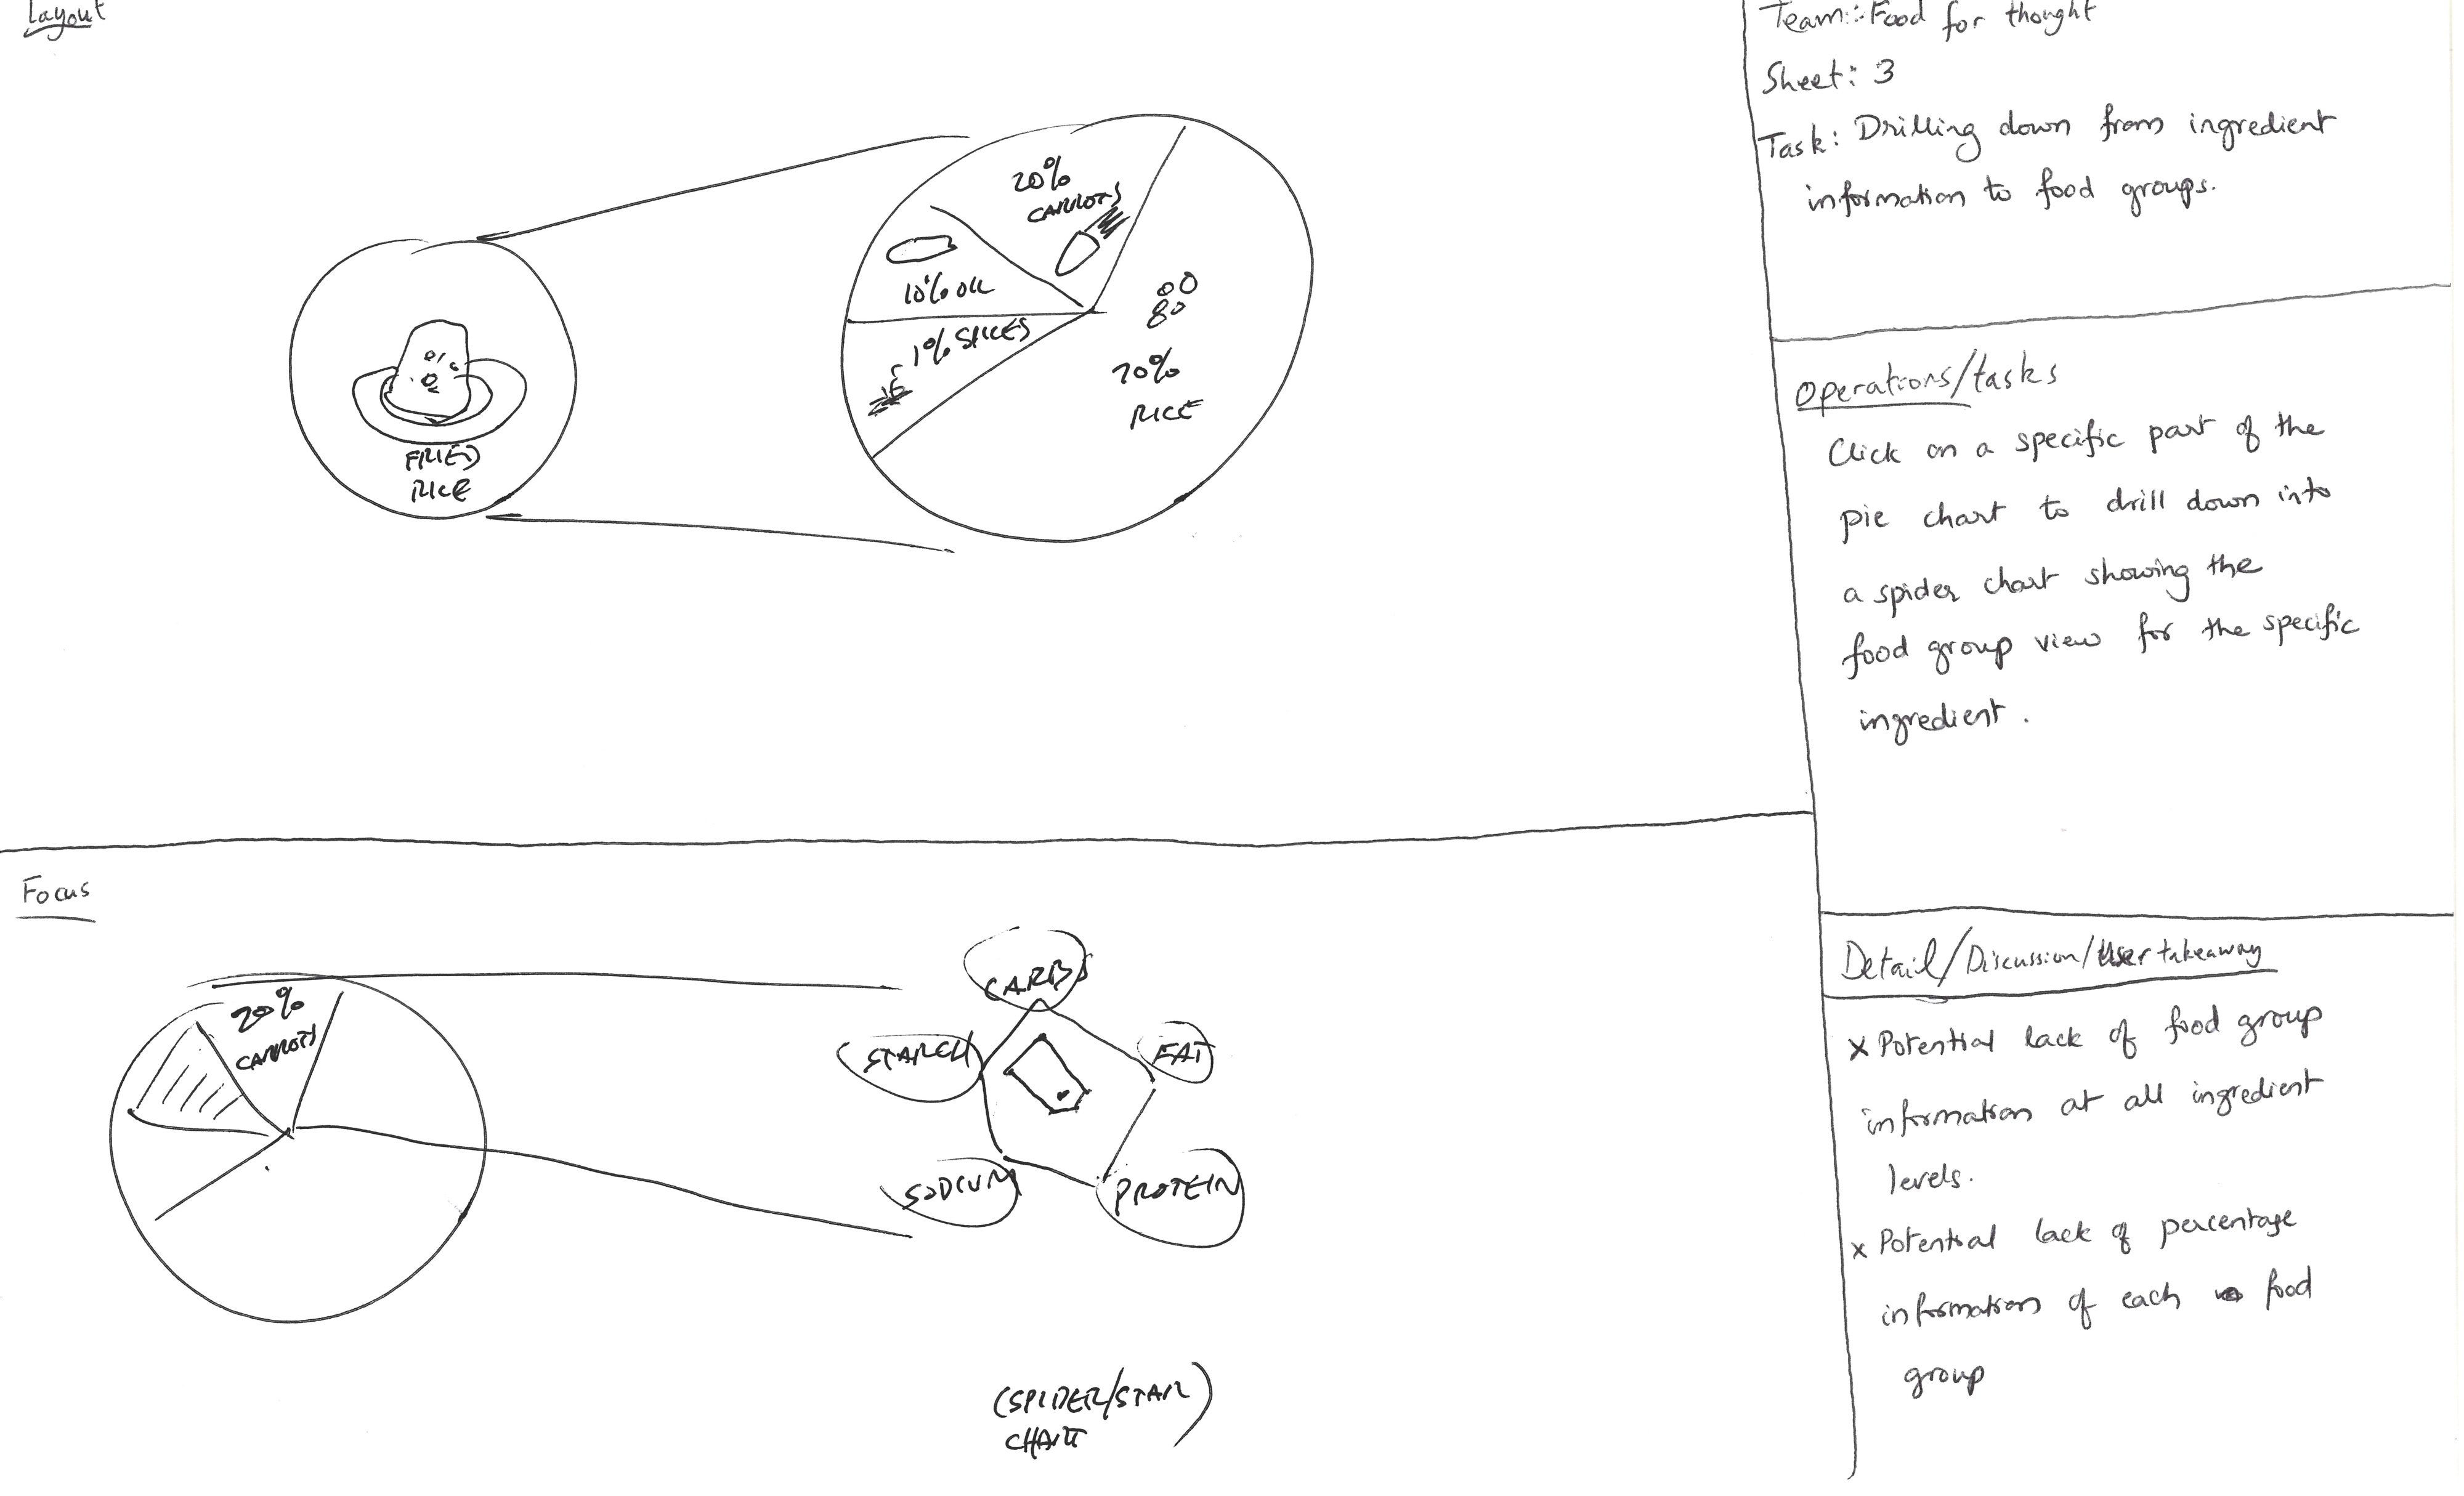 Layout
20%
CARROTS
10% OIL
1% SPICES
70%
RICE
FRIED
RICE
Focus
20%
CARROTS
CARBS
STARCH
FAT
SODIUM
PROTEIN
(SPIDER/STAR)
CHART
Team: Food for thought
Sheet: 3
Task: Drilling down from ingredient
information to food groups.
Operations/tasks
Click on a specific part of the
pie chart to drill down into
a spider chart showing the
food group view for the specific
ingredient.
Detail/Discussion/User takeaway
x Potential lack of food group
information at all ingredient
levels.
x Potential lack of percentage
information of each food
group